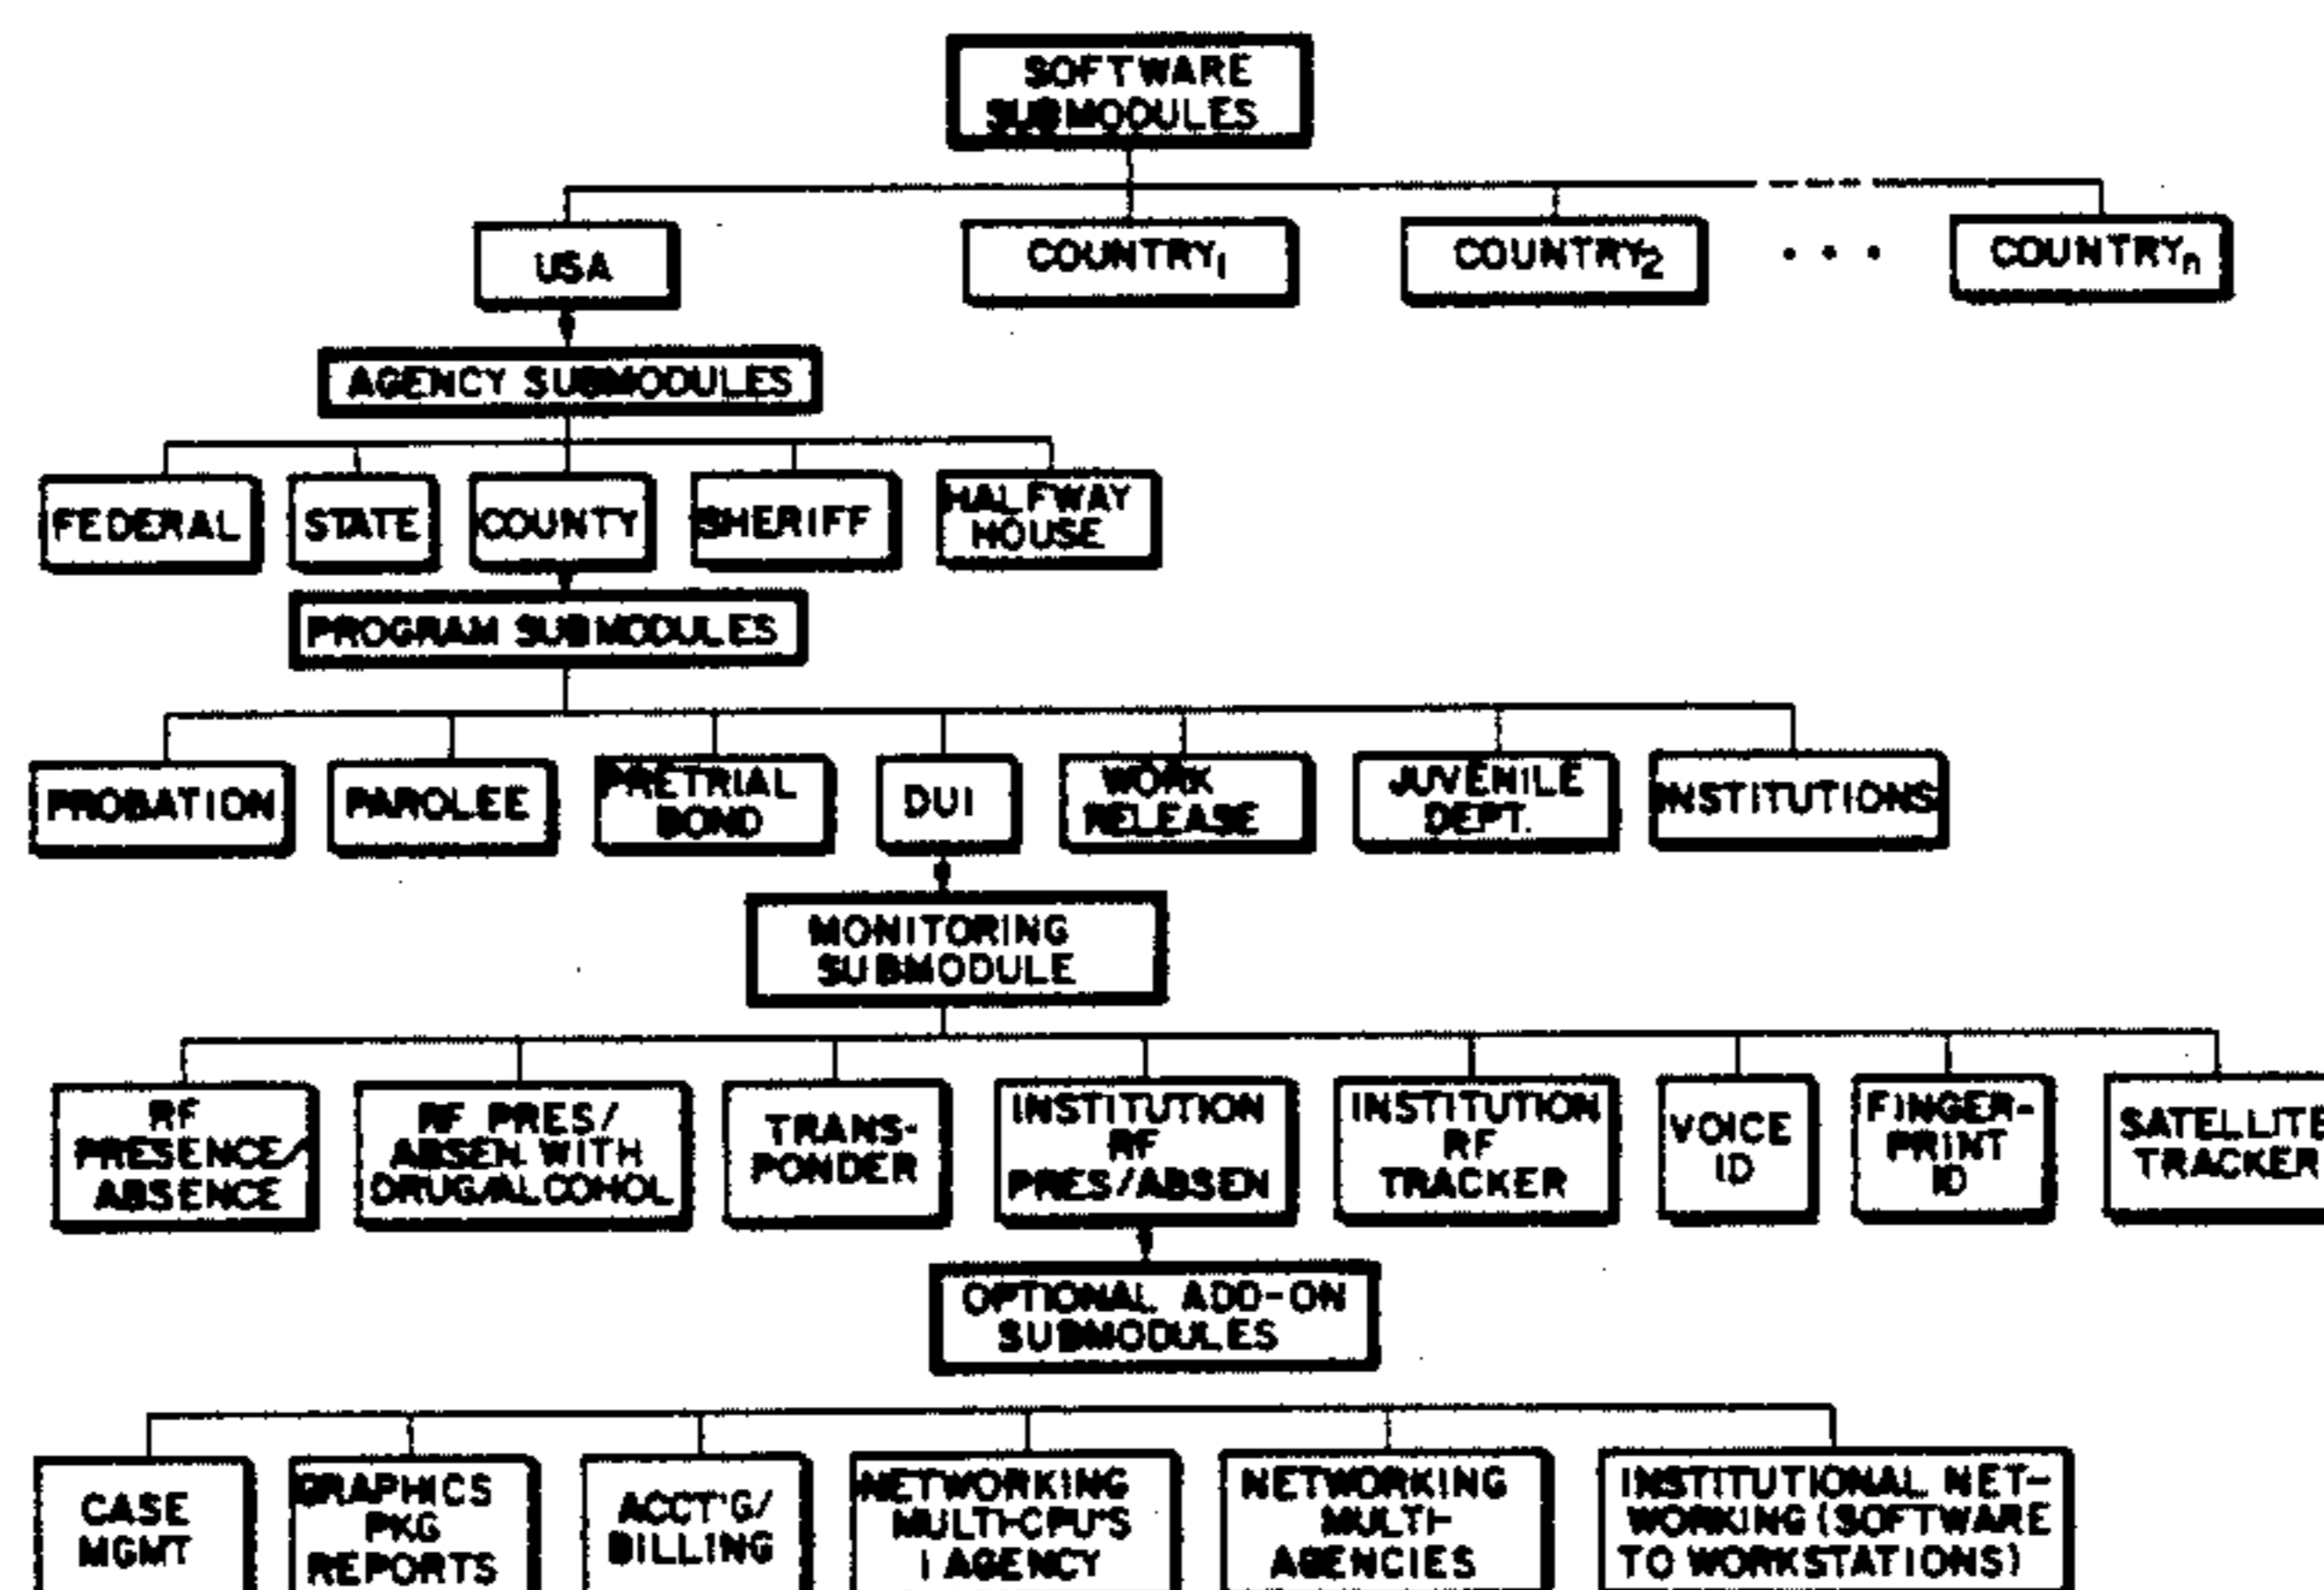 SOFTWARE
SUBMODULES
USA
COUNTRY1
COUNTRY2
• • •
COUNTRYn
AGENCY SUBMODULES
FEDERAL
STATE
COUNTY
SHERIFF
HALFWAY
HOUSE
PROGRAM SUBMODULES
PROBATION
PAROLEE
PRETRIAL
BOND
DUI
WORK
RELEASE
JUVENILE
DEPT.
INSTITUTIONS
MONITORING
SUBMODULE
RF
PRESENCE/
ABSENCE
RF PRES/
ABSEN. WITH
DRUG/ALCOHOL
TRANS-
PONDER
INSTITUTION
RF
PRES/ABSEN
INSTITUTION
RF
TRACKER
VOICE
ID
FINGER-
PRINT
ID
SATELLITE
TRACKER
OPTIONAL ADD-ON
SUBMODULES
CASE
MGMT
GRAPHICS
PKG
REPORTS
ACCT'G/
BILLING
NETWORKING
MULTI-CPU'S
1 AGENCY
NETWORKING
MULTI-
AGENCIES
INSTITUTIONAL NET-
WORKING (SOFTWARE
TO WORKSTATIONS)